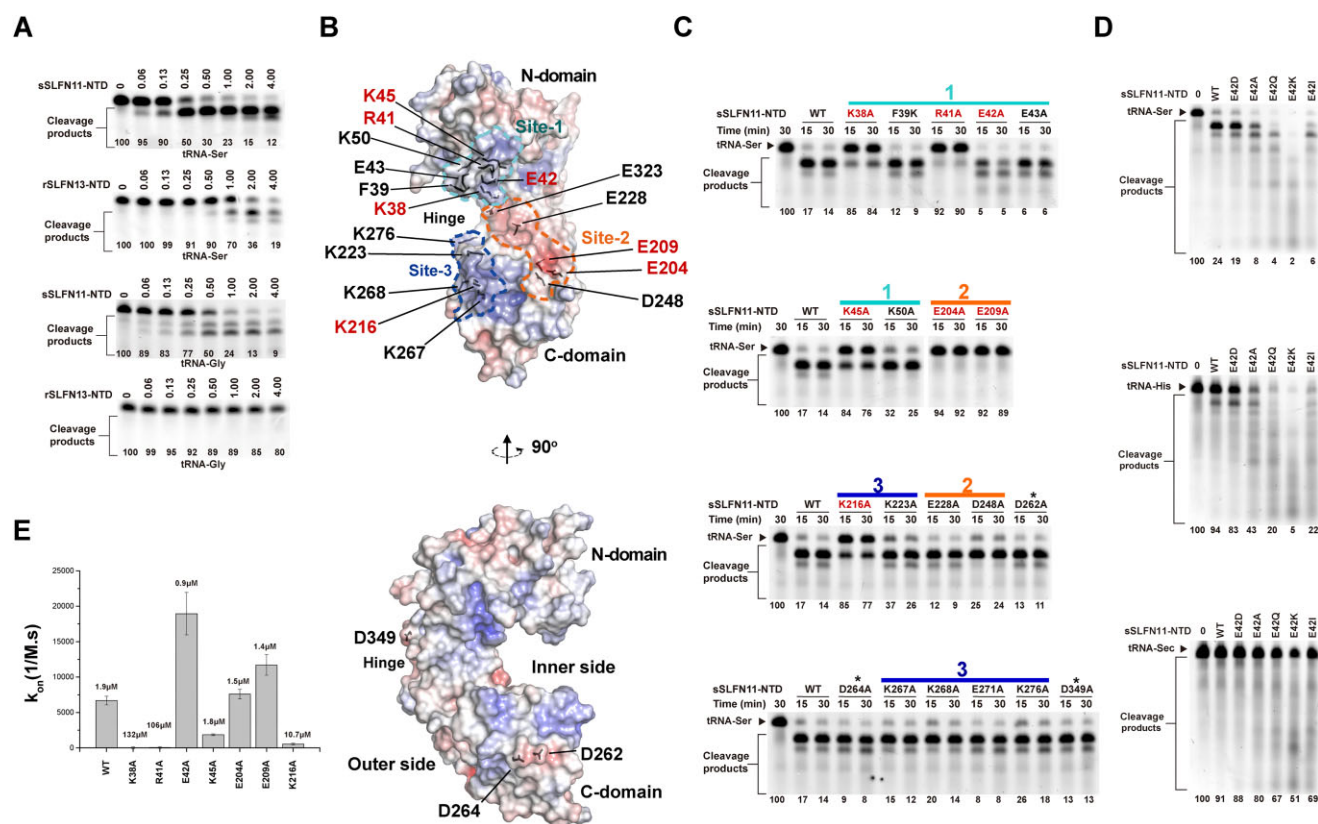 A
sSLFN11-NTD
0 0.06 0.13 0.25 0.50 1.00 2.00 4.00
Cleavage products
100 95 90 50 30 23 15 12
tRNA-Ser
rSLFN13-NTD
0 0.06 0.13 0.25 0.50 1.00 2.00 4.00
Cleavage products
100 100 99 91 90 70 36 19
tRNA-Ser
sSLFN11-NTD
0 0.06 0.13 0.25 0.50 1.00 2.00 4.00
Cleavage products
100 89 83 77 50 24 13 9
tRNA-Gly
rSLFN13-NTD
0 0.06 0.13 0.25 0.50 1.00 2.00 4.00
Cleavage products
100 99 95 92 89 89 85 80
tRNA-Gly
B
N-domain
K45
R41
Site-1
K50
E43
E42
E323
F39
E228
K38
Hinge
K276
Site-2
K223
E209
Site-3
E204
K268
D248
K216
K267
C-domain
90°
N-domain
D349
Hinge
Inner side
Outer side
D262
D264
C-domain
C
1
sSLFN11-NTD WT K38A F39K R41A E42A E43A
Time (min) 30 15 30 15 30 15 30 15 30 15 30 15 30
tRNA-Ser
Cleavage products
100 17 14 85 84 12 9 92 90 5 5 6 6
1 2
sSLFN11-NTD WT K45A K50A E204A E209A
Time (min) 30 15 30 15 30 15 30 15 30 15 30
tRNA-Ser
Cleavage products
100 17 14 84 76 32 25 94 92 92 89
3 2 *
sSLFN11-NTD WT K216A K223A E228A D248A D262A
Time (min) 30 15 30 15 30 15 30 15 30 15 30 15 30
tRNA-Ser
Cleavage products
100 17 14 85 77 37 26 12 9 25 24 13 11
* 3 *
sSLFN11-NTD WT D264A K267A K268A E271A K276A D349A
Time (min) 30 15 30 15 30 15 30 15 30 15 30 15 30 15 30
tRNA-Ser
Cleavage products
100 17 14 9 8 15 12 20 14 8 8 26 18 13 13
D
sSLFN11-NTD 0 WT E42D E42A E42Q E42K E42I
tRNA-Ser
Cleavage products
100 24 19 8 4 2 6
sSLFN11-NTD 0 WT E42D E42A E42Q E42K E42I
tRNA-His
Cleavage products
100 94 83 43 20 5 22
sSLFN11-NTD 0 WT E42D E42A E42Q E42K E42I
tRNA-Sec
Cleavage products
100 91 88 80 67 51 69
E
kon(1/M.s)
25000
20000
15000
10000
5000
0
1.9μM 132μM 106μM 0.9μM 1.8μM 1.5μM 1.4μM 10.7μM
WT K38A R41A E42A K45A E204A E209A K216A